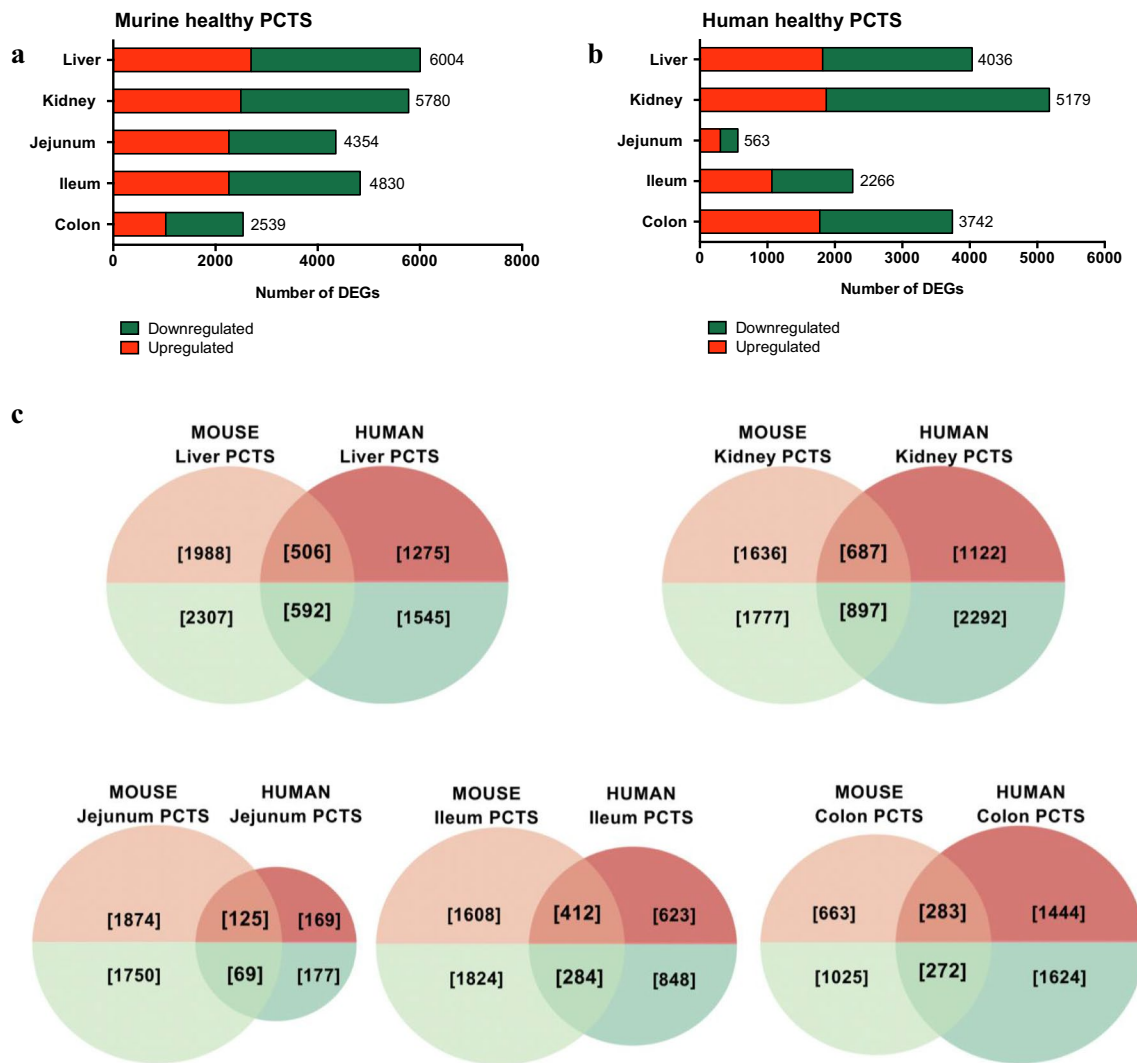 Murine healthy PCTS
a
Liver 6004
Kidney 5780
Jejunum 4354
Ileum 4830
Colon 2539
0 2000 4000 6000 8000
Number of DEGs
Downregulated
Upregulated
Human healthy PCTS
b
Liver 4036
Kidney 5179
Jejunum 563
Ileum 2266
Colon 3742
0 1000 2000 3000 4000 5000 6000
Number of DEGs
Downregulated
Upregulated
c
MOUSE HUMAN
Liver PCTS Liver PCTS
[1988] [506] [1275]
[2307] [592] [1545]
MOUSE HUMAN
Kidney PCTS Kidney PCTS
[1636] [687] [1122]
[1777] [897] [2292]
MOUSE HUMAN
Jejunum PCTS Jejunum PCTS
[1874] [125] [169]
[1750] [69] [177]
MOUSE HUMAN
Ileum PCTS Ileum PCTS
[1608] [412] [623]
[1824] [284] [848]
MOUSE HUMAN
Colon PCTS Colon PCTS
[663] [283] [1444]
[1025] [272] [1624]